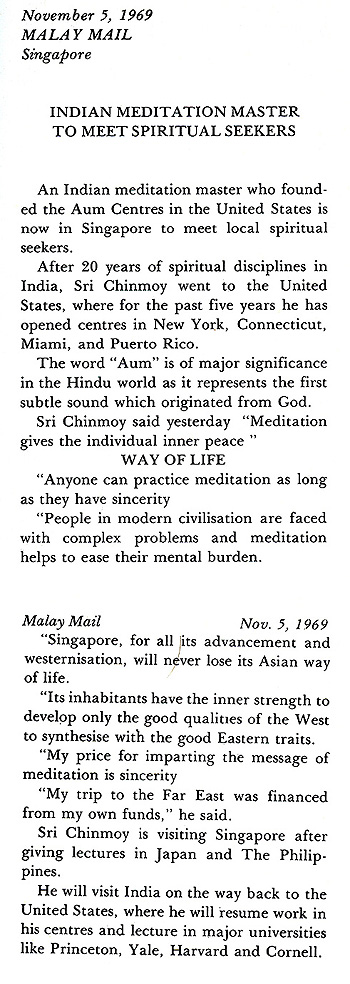 November 5, 1969
MALAY MAIL
Singapore
INDIAN MEDITATION MASTER
TO MEET SPIRITUAL SEEKERS
An Indian meditation master who found-
ed the Aum Centres in the United States is
now in Singapore to meet local spiritual
seekers.
After 20 years of spiritual disciplines in
India, Sri Chinmoy went to the United
States, where for the past five years he has
opened centres in New York, Connecticut,
Miami, and Puerto Rico.
The word “Aum” is of major significance
in the Hindu world as it represents the first
subtle sound which originated from God.
Sri Chinmoy said yesterday “Meditation
gives the individual inner peace ”
WAY OF LIFE
“Anyone can practice meditation as long
as they have sincerity
“People in modern civilisation are faced
with complex problems and meditation
helps to ease their mental burden.
Malay Mail Nov. 5, 1969
“Singapore, for all its advancement and
westernisation, will never lose its Asian way
of life.
“Its inhabitants have the inner strength to
develop only the good qualities of the West
to synthesise with the good Eastern traits.
“My price for imparting the message of
meditation is sincerity
“My trip to the Far East was financed
from my own funds,” he said.
Sri Chinmoy is visiting Singapore after
giving lectures in Japan and The Philip-
pines.
He will visit India on the way back to the
United States, where he will resume work in
his centres and lecture in major universities
like Princeton, Yale, Harvard and Cornell.